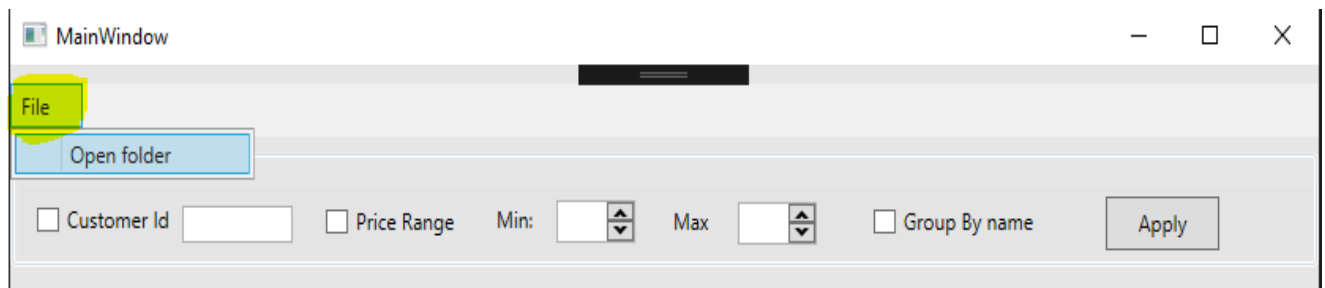 MainWindow
File
Open folder
Customer Id Price Range Min: Max Group By name Apply